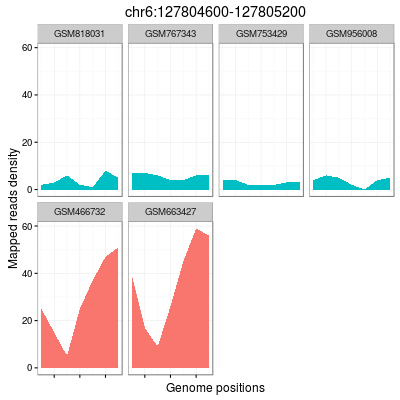 chr6:127804600-127805200
GSM818031 GSM767343 GSM753429 GSM956008
60
40
20
0
GSM466732 GSM663427
60
40
20
0
Mapped reads density
Genome positions